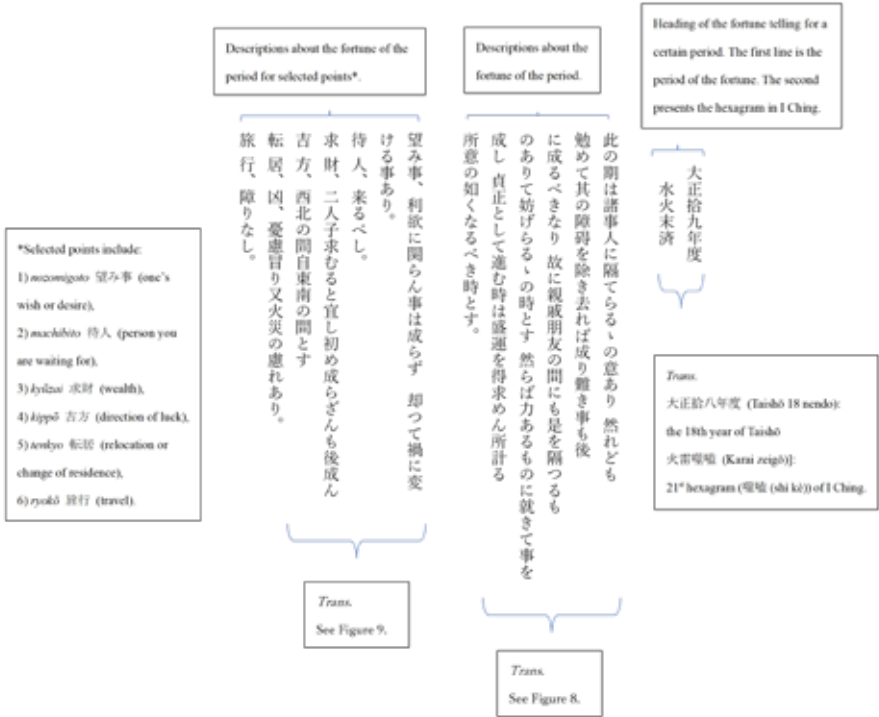 Heading of the fortune telling for a
certain period. The first line is the
period of the fortune. The second
presents the hexagram in I Ching.
大正拾九年度
水火末済
Trans.
大正拾八年度 (Taishō 18 nendo):
the 18th year of Taishō
火雷噬嗑 (Karai zeigō)]:
21st hexagram (噬嗑 (shi kè)) of I Ching.
Descriptions about the
fortune of the period.
此の期は諸事人に隔てらるゝの意あり 然れども
勉めて其の障碍を除き去れば成り難き事も後
に成るべきなり 故に親戚朋友の間にも是を隔つるも
のありて妨げらるゝの時とす 然らば力あるものに就きて事を
成し 貞正として進む時は盛運を得求めん所計る
所意の如くなるべき時とす。
Trans.
See Figure 8.
Descriptions about the fortune of the
period for selected points*.
望み事、利欲に関らん事は成らず 却つて禍に変
ける事あり。
待人、来るべし。
求財、二人子求むると宜し初め成らざんも後成ん
吉方、西北の間自東南の間とす
転居、凶、憂慮冒り又火災の慮れあり。
旅行、障りなし。
Trans.
See Figure 9.
*Selected points include:
1) nozomigoto 望み事 (one's
wish or desire),
2) machibito 待人 (person you
are waiting for),
3) kyūzai 求財 (wealth),
4) kippō 吉方 (direction of luck),
5) tenkyo 転居 (relocation or
change of residence),
6) ryokō 旅行 (travel).